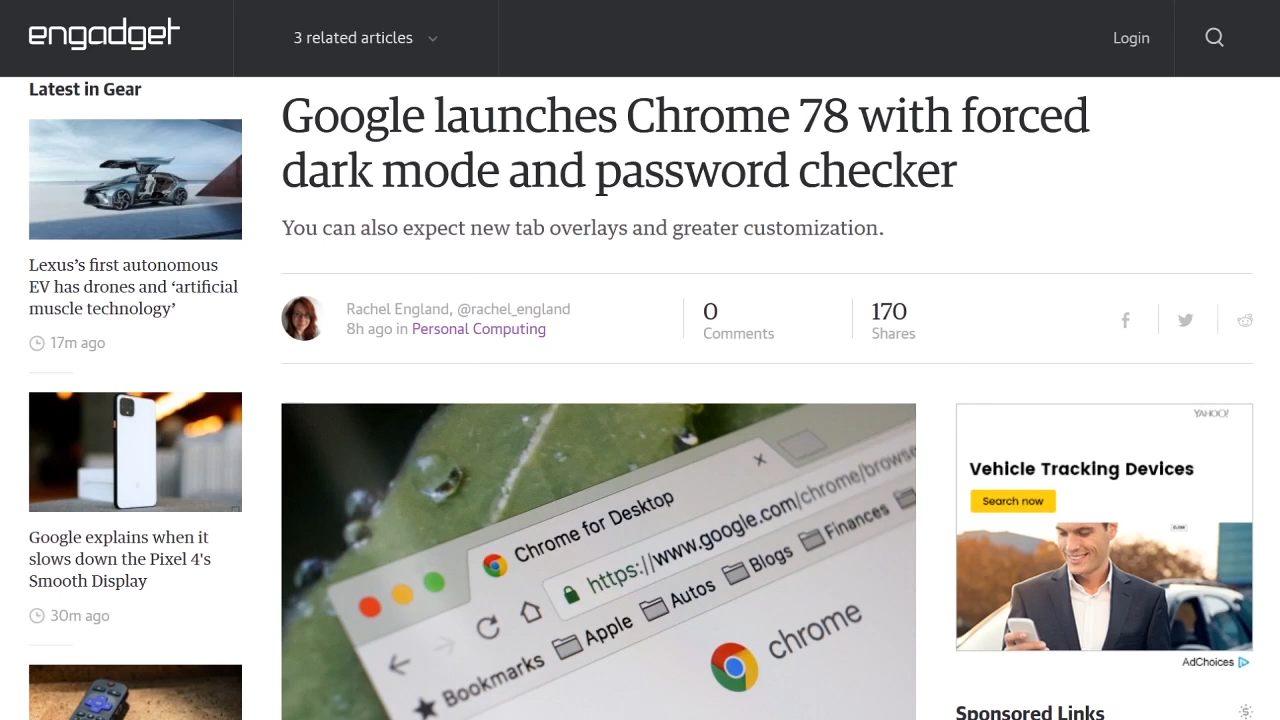 engadget
3 related articles
Login
Latest in Gear
Lexus’s first autonomous
EV has drones and ‘artificial
muscle technology’
17m ago
Google explains when it
slows down the Pixel 4's
Smooth Display
30m ago
Google launches Chrome 78 with forced
dark mode and password checker
You can also expect new tab overlays and greater customization.
Rachel England, @rachel_england
8h ago in Personal Computing
0
Comments
170
Shares
Chrome for Desktop
https://www.google.com/chrome/browse
Bookmarks Apple Autos Blogs Finances
chrome
YAHOO!
Vehicle Tracking Devices
Search now
AdChoices
Sponsored Links